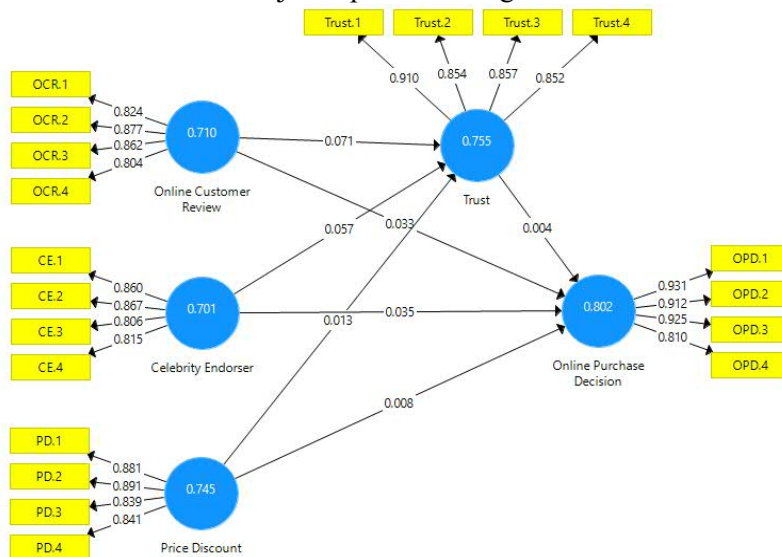 Trust.1
Trust.2
Trust.3
Trust.4
0.910
0.854
0.857
0.852
OCR.1
OCR.2
OCR.3
OCR.4
0.824
0.877
0.862
0.804
0.710
Online Customer
Review
0.071
0.755
Trust
0.057
0.033
0.004
CE.1
CE.2
CE.3
CE.4
0.860
0.867
0.806
0.815
0.701
Celebrity Endorser
0.013
0.035
0.802
Online Purchase
Decision
0.931
0.912
0.925
0.810
OPD.1
OPD.2
OPD.3
OPD.4
0.008
PD.1
PD.2
PD.3
PD.4
0.881
0.891
0.839
0.841
0.745
Price Discount